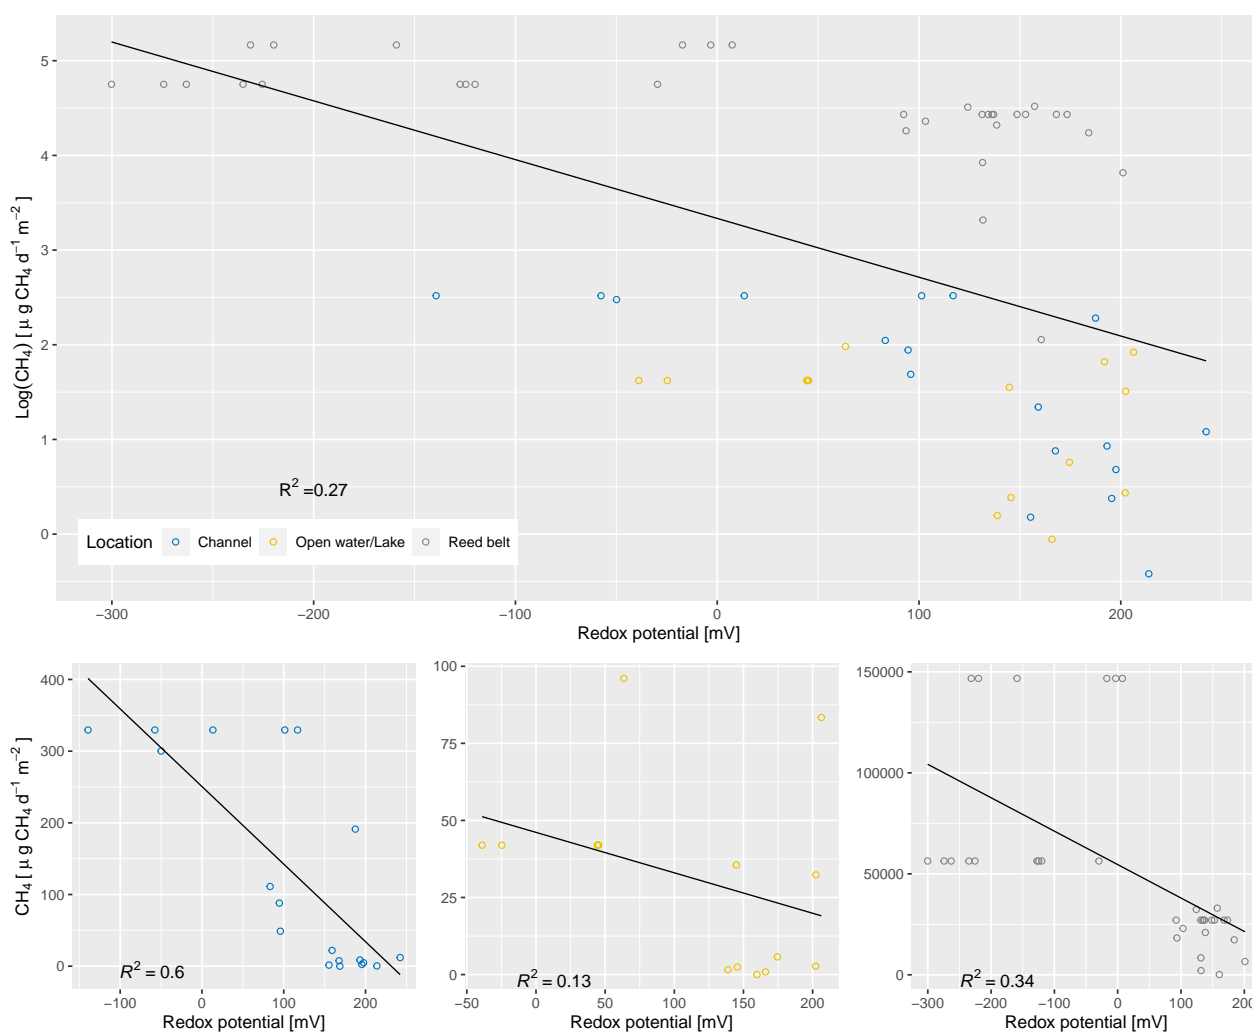 5
4
3
2
1
0
Log(CH₄) [ μ g CH₄ d⁻¹ m⁻² ]
R² =0.27
Location Channel Open water/Lake Reed belt
−300 −200 −100 0 100 200
Redox potential [mV]
400
300
200
100
0
CH₄ [ μ g CH₄ d⁻¹ m⁻² ]
R² = 0.6
−100 0 100 200
Redox potential [mV]
100
75
50
25
0
R² = 0.13
−50 0 50 100 150 200
Redox potential [mV]
150000
100000
50000
0
R² = 0.34
−300 −200 −100 0 100 200
Redox potential [mV]